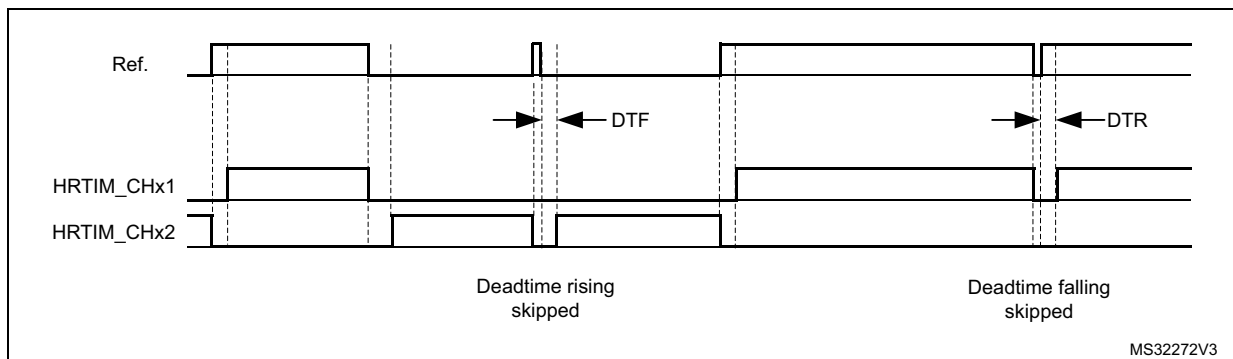 Ref.
DTF
DTR
HRTIM_CHx1
HRTIM_CHx2
Deadtime rising
skipped
Deadtime falling
skipped
MS32272V3